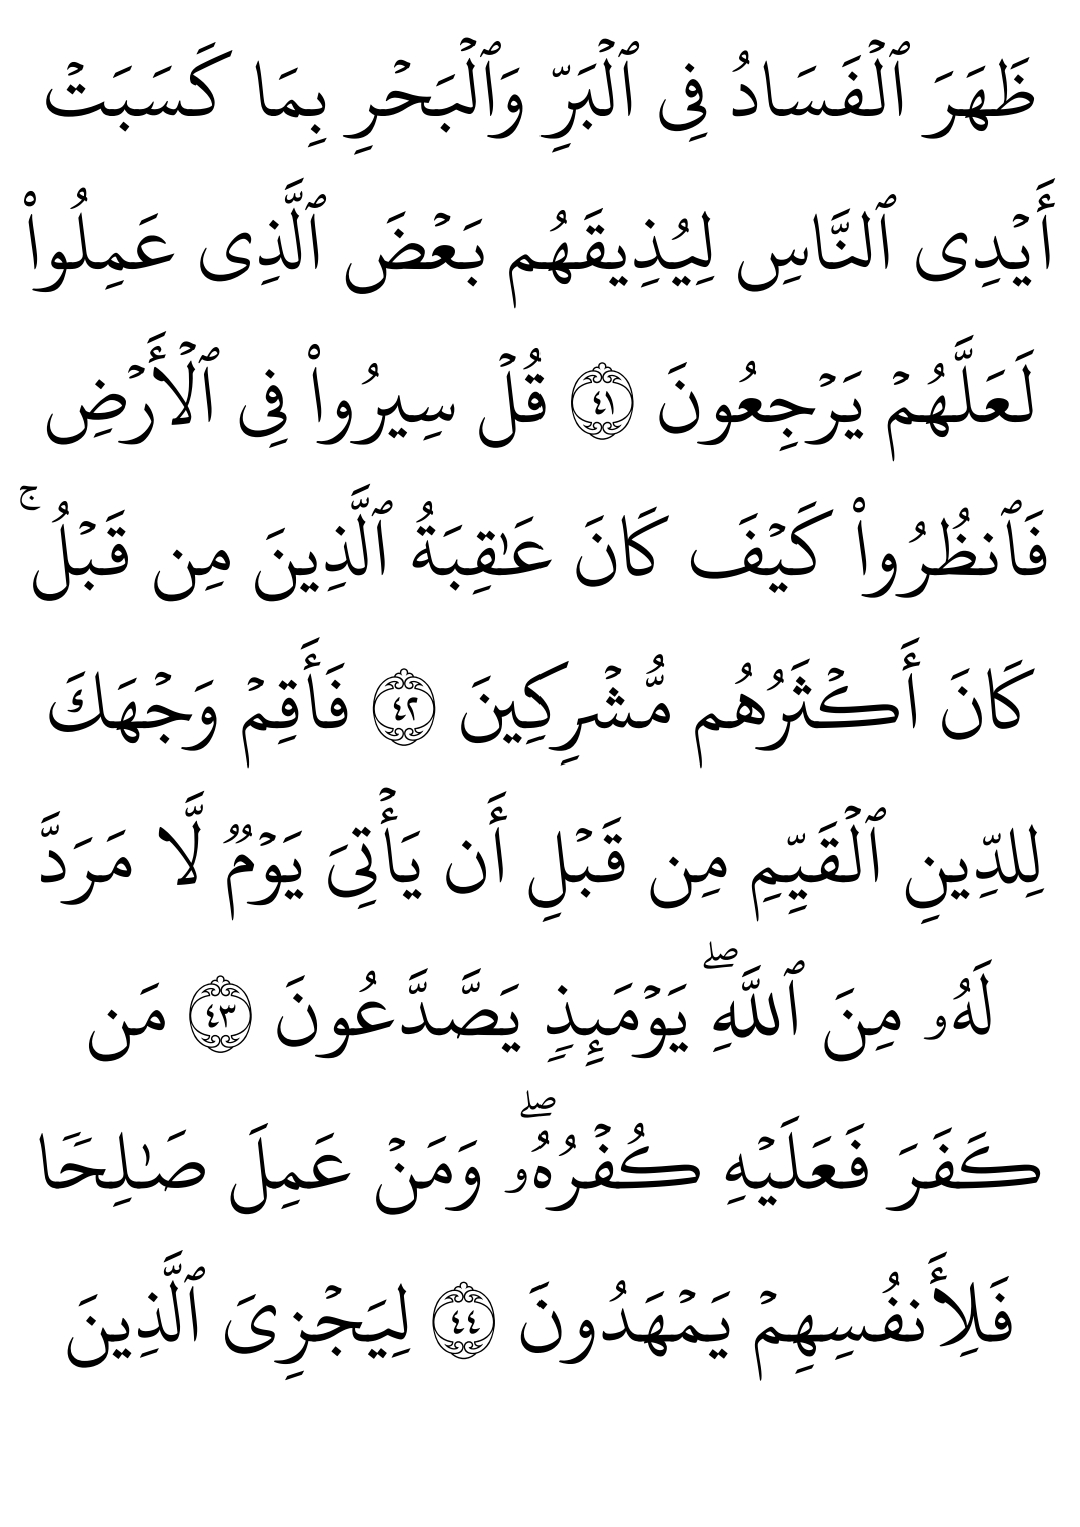 ظَهَرَ ٱلۡفَسَادُ فِى ٱلۡبَرِّ وَٱلۡبَحۡرِ بِمَا كَسَبَتۡ
أَيۡدِى ٱلنَّاسِ لِيُذِيقَهُم بَعۡضَ ٱلَّذِى عَمِلُوا۟
لَعَلَّهُمۡ يَرۡجِعُونَ ٤١ قُلۡ سِيرُوا۟ فِى ٱلۡأَرۡضِ
فَٱنظُرُوا۟ كَيۡفَ كَانَ عَـٰقِبَةُ ٱلَّذِينَ مِن قَبۡلُ ۚ
كَانَ أَكۡثَرُهُم مُّشۡرِكِينَ ٤٢ فَأَقِمۡ وَجۡهَكَ
لِلدِّينِ ٱلۡقَيِّمِ مِن قَبۡلِ أَن يَأۡتِىَ يَوۡمٌۭ لَّا مَرَدَّ
لَهُۥ مِنَ ٱللَّهِ ۖ يَوۡمَئِذٍۢ يَصَّدَّعُونَ ٤٣ مَن
كَفَرَ فَعَلَيۡهِ كُفۡرُهُۥ ۖ وَمَنۡ عَمِلَ صَـٰلِحًۭا
فَلِأَنفُسِهِمۡ يَمۡهَدُونَ ٤٤ لِيَجۡزِىَ ٱلَّذِينَ